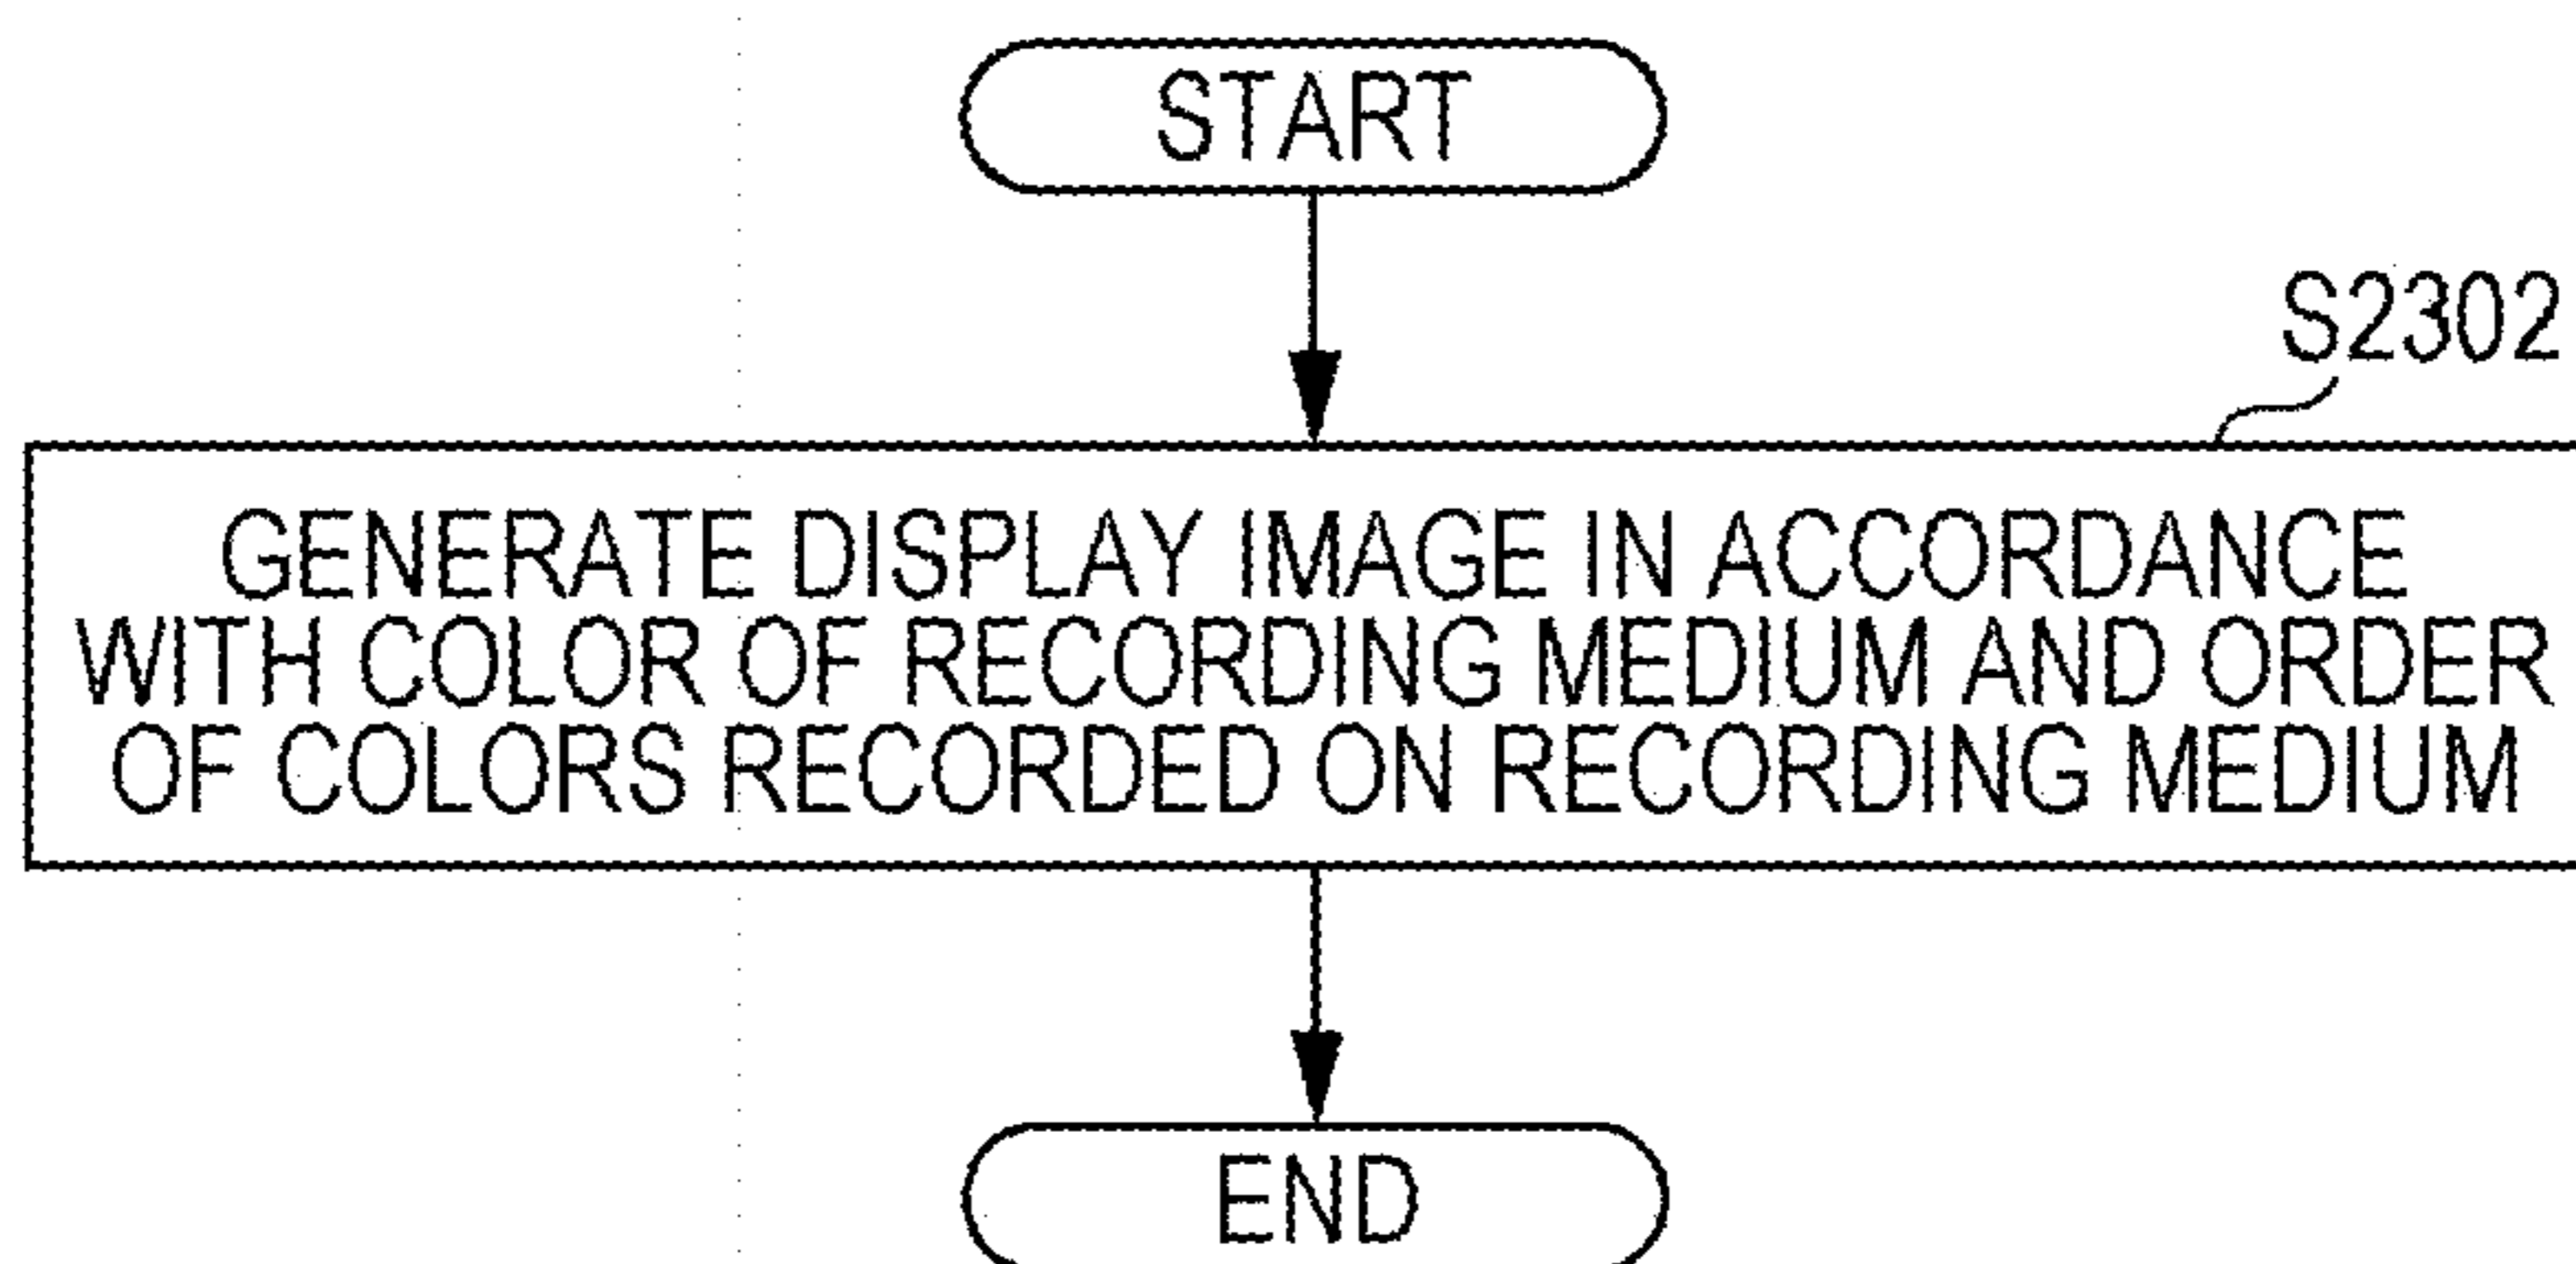 START
S2302
GENERATE DISPLAY IMAGE IN ACCORDANCE
WITH COLOR OF RECORDING MEDIUM AND ORDER
OF COLORS RECORDED ON RECORDING MEDIUM
END